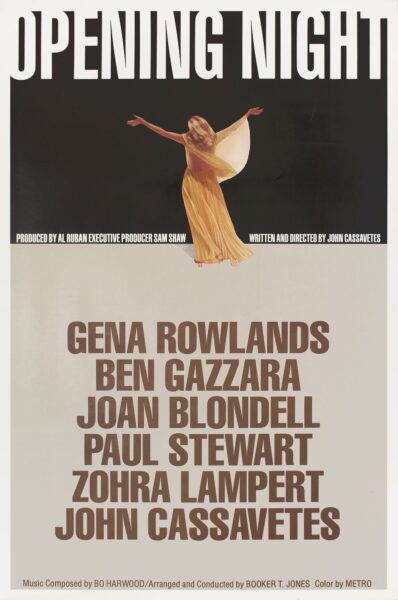 OPENING NIGHT
PRODUCED BY AL RUBAN EXECUTIVE PRODUCER SAM SHAW
WRITTEN AND DIRECTED BY JOHN CASSAVETES
GENA ROWLANDS
BEN GAZZARA
JOAN BLONDELL
PAUL STEWART
ZOHRA LAMPERT
JOHN CASSAVETES
Music Composed by BO HARWOOD/Arranged and Conducted by BOOKER T. JONES Color by METRO